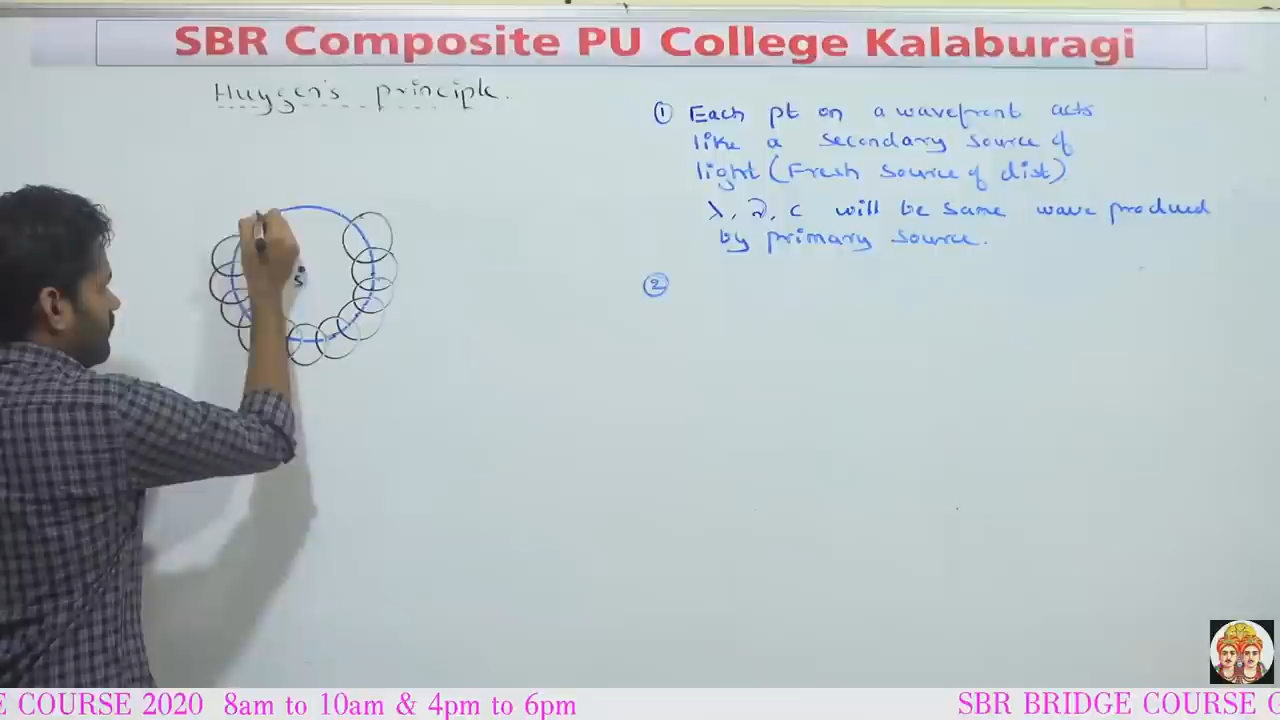 SBR Composite PU College Kalaburagi
Huygen's principle.
① Each pt on a wavefront acts
like a secondary source of
light (Fresh source of dist)
λ, ν, c will be same wave produced
by primary source.
②
S
E COURSE 2020 8am to 10am & 4pm to 6pm
SBR BRIDGE COURSE